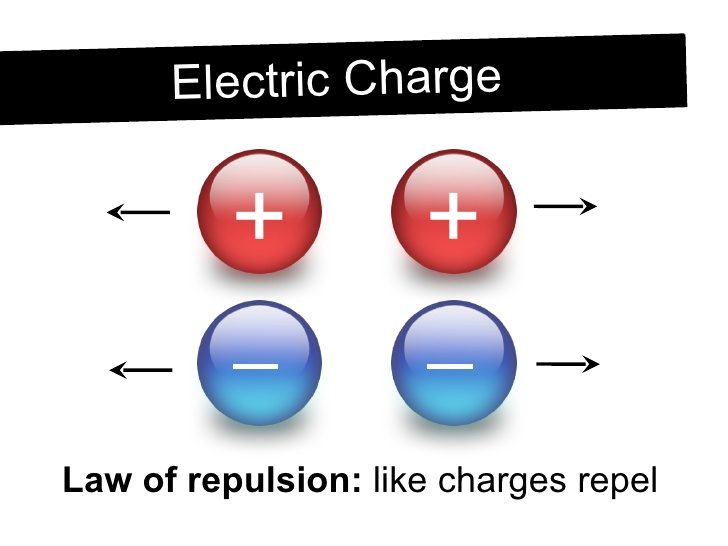 Electric Charge
+ +
– –
Law of repulsion: like charges repel